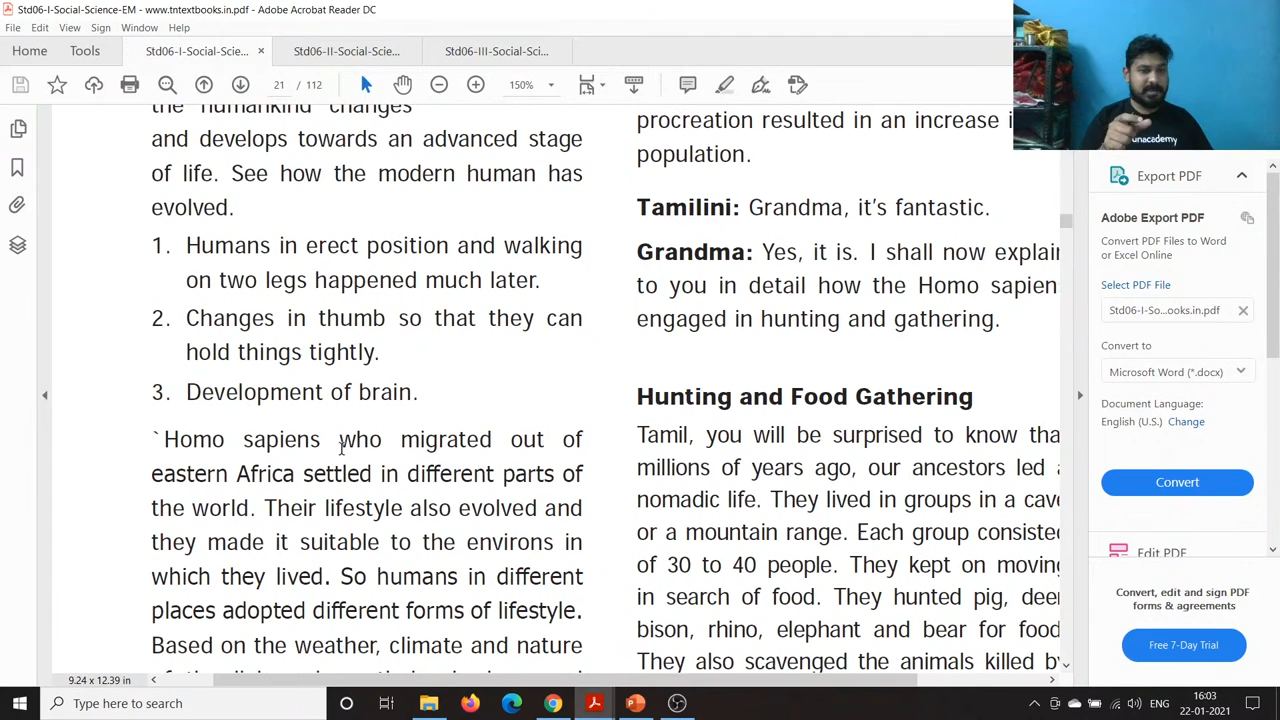 Std06-I-Social-Science-EM - www.tntextbooks.in.pdf - Adobe Acrobat Reader DC
File Edit View Sign Window Help
Home Tools Std06-I-Social-Scie... × Std06-II-Social-Scie... Std06-III-Social-Sci...
21 / 112 150%
the humankind changes
and develops towards an advanced stage
of life. See how the modern human has
evolved.
1. Humans in erect position and walking
on two legs happened much later.
2. Changes in thumb so that they can
hold things tightly.
3. Development of brain.
`Homo sapiens who migrated out of
eastern Africa settled in different parts of
the world. Their lifestyle also evolved and
they made it suitable to the environs in
which they lived. So humans in different
places adopted different forms of lifestyle.
Based on the weather, climate and nature
procreation resulted in an increase i
population.
Tamilini: Grandma, it's fantastic.
Grandma: Yes, it is. I shall now explai
to you in detail how the Homo sapien
engaged in hunting and gathering.
Hunting and Food Gathering
Tamil, you will be surprised to know tha
millions of years ago, our ancestors led a
nomadic life. They lived in groups in a cave
or a mountain range. Each group consisted
of 30 to 40 people. They kept on moving
in search of food. They hunted pig, deer
bison, rhino, elephant and bear for food
They also scavenged the animals killed by
unacademy
Export PDF
Adobe Export PDF
Convert PDF Files to Word
or Excel Online
Select PDF File
Std06-I-So...ooks.in.pdf
Convert to
Microsoft Word (*.docx)
Document Language:
English (U.S.) Change
Convert
Edit PDF
Convert, edit and sign PDF
forms & agreements
Free 7-Day Trial
9.24 x 12.39 in
Type here to search
ENG
16:03
22-01-2021